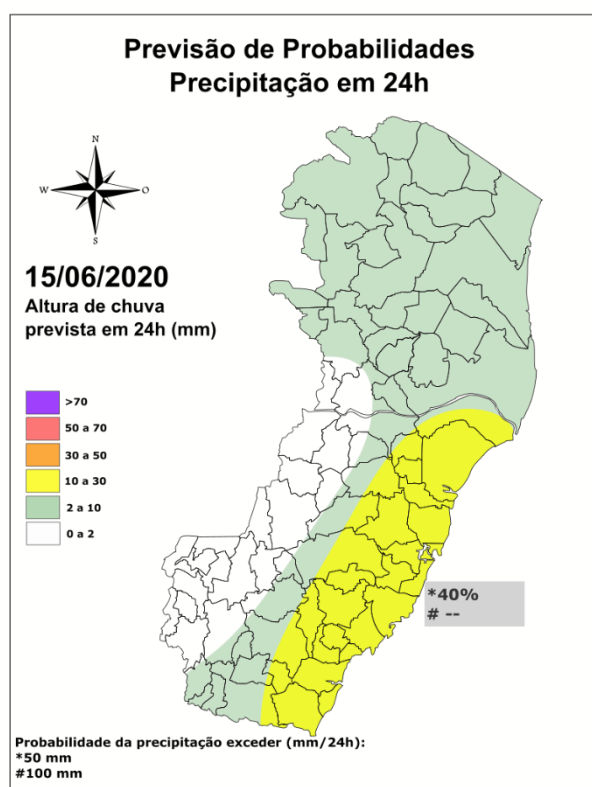 Previsão de Probabilidades
Precipitação em 24h
N
W O
S
15/06/2020
Altura de chuva
prevista em 24h (mm)
>70
50 a 70
30 a 50
10 a 30
2 a 10
0 a 2
*40%
# --
Probabilidade da precipitação exceder (mm/24h):
*50 mm
#100 mm